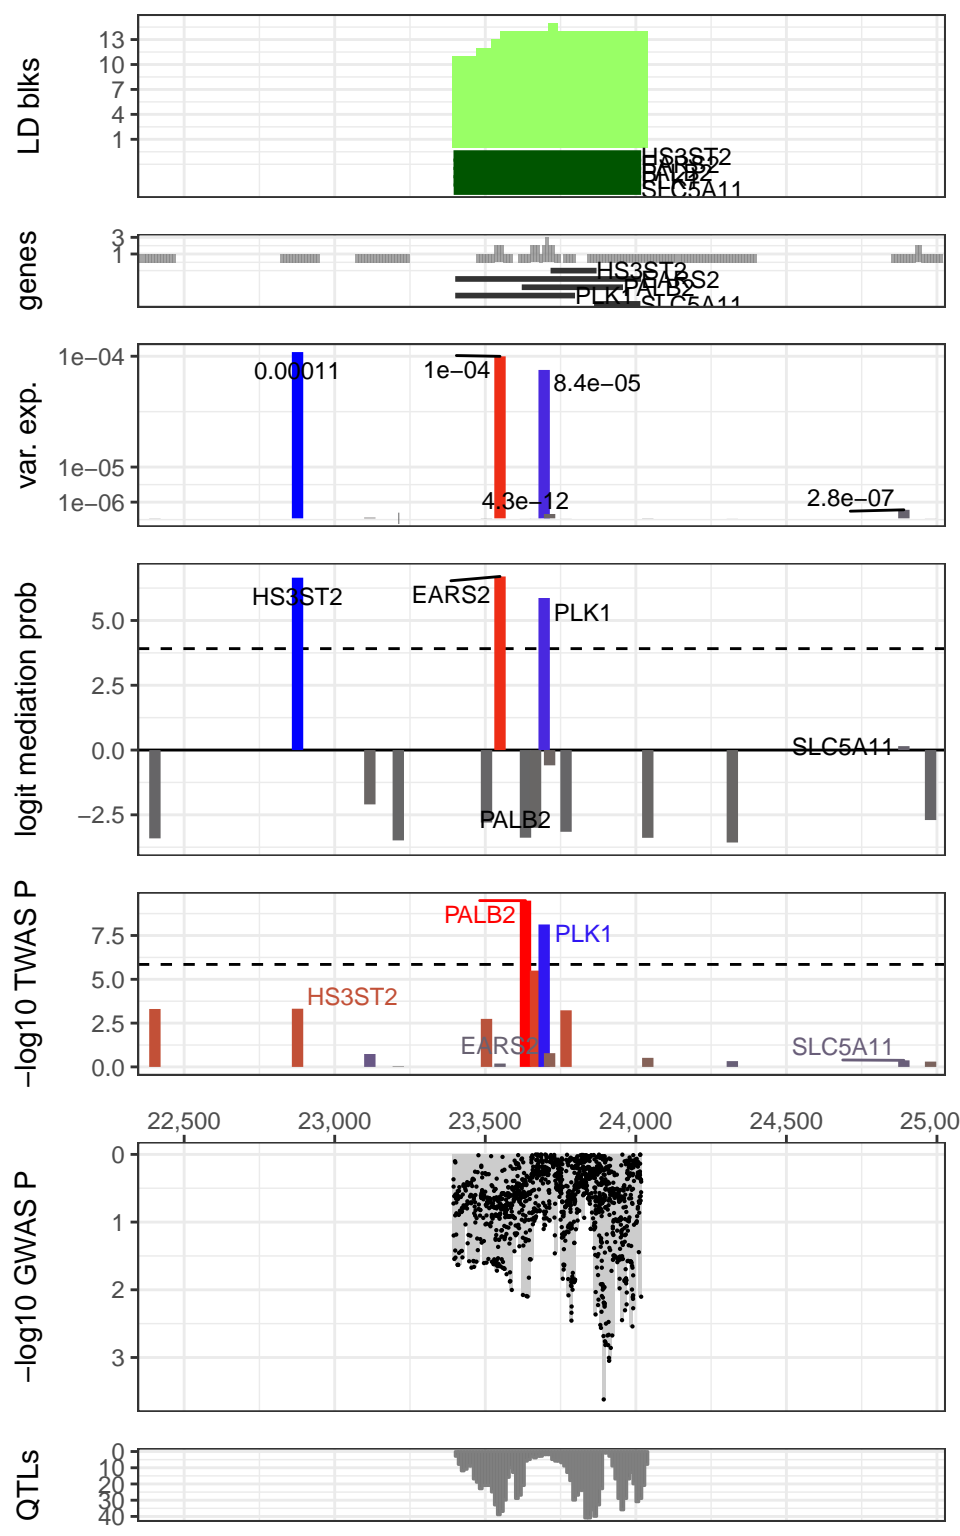 LD blks
13
10
7
4
1
HS3ST2
EARS2
PALB2
PLK1
SLC5A11
genes
3
1
HS3ST2
EARS2
PALB2
PLK1
SLC5A11
var. exp.
1e−04
1e−05
1e−06
0.00011
1e−04
8.4e−05
4.3e−12
2.8e−07
logit mediation prob
5.0
2.5
0.0
−2.5
HS3ST2
EARS2
PLK1
SLC5A11
PALB2
−log10 TWAS P
7.5
5.0
2.5
0.0
PALB2
PLK1
HS3ST2
EARS2
SLC5A11
22,500 23,000 23,500 24,000 24,500 25,00
−log10 GWAS P
0
1
2
3
QTLs
0
10
20
30
40